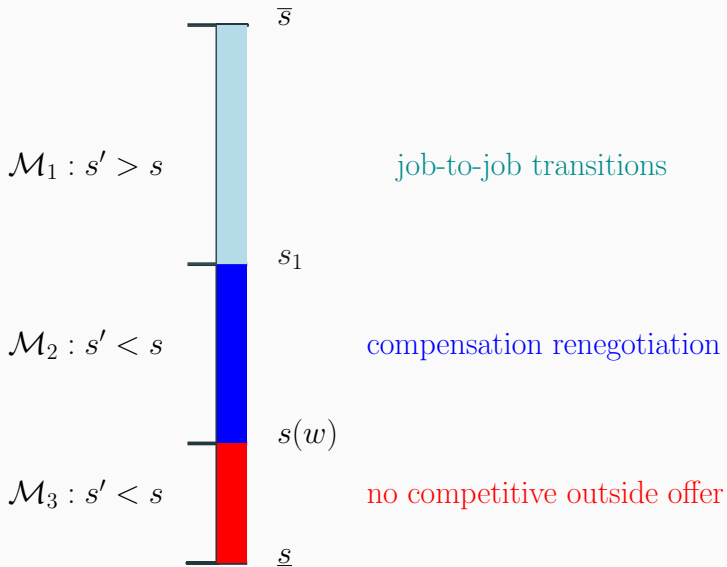 s̅
ℳ₁ : s′ > s job-to-job transitions
s₁
ℳ₂ : s′ < s compensation renegotiation
s(w)
ℳ₃ : s′ < s no competitive outside offer
s̲